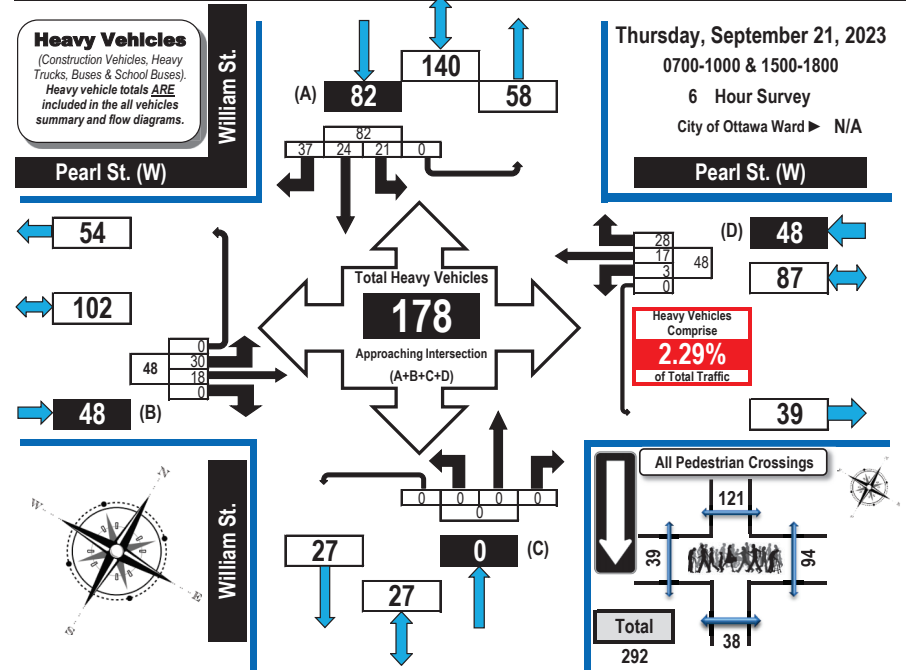 Heavy Vehicles
(Construction Vehicles, Heavy
Trucks, Buses & School Buses).
Heavy vehicle totals ARE
included in the all vehicles
summary and flow diagrams.
William St.
Pearl St. (W)
140
(A) 82
58
82
37 24 21 0
Thursday, September 21, 2023
0700-1000 & 1500-1800
6 Hour Survey
City of Ottawa Ward ► N/A
Pearl St. (W)
54
102
0
48 30
18
0
48 (B)
Total Heavy Vehicles
178
Approaching Intersection
(A+B+C+D)
28
17 48
3
0
(D) 48
87
Heavy Vehicles
Comprise
2.29%
of Total Traffic
39
N
W
E
S
William St.
0 0 0 0
0
27
0 (C)
27
All Pedestrian Crossings
121
39
94
38
Total
292
N
W
E
S